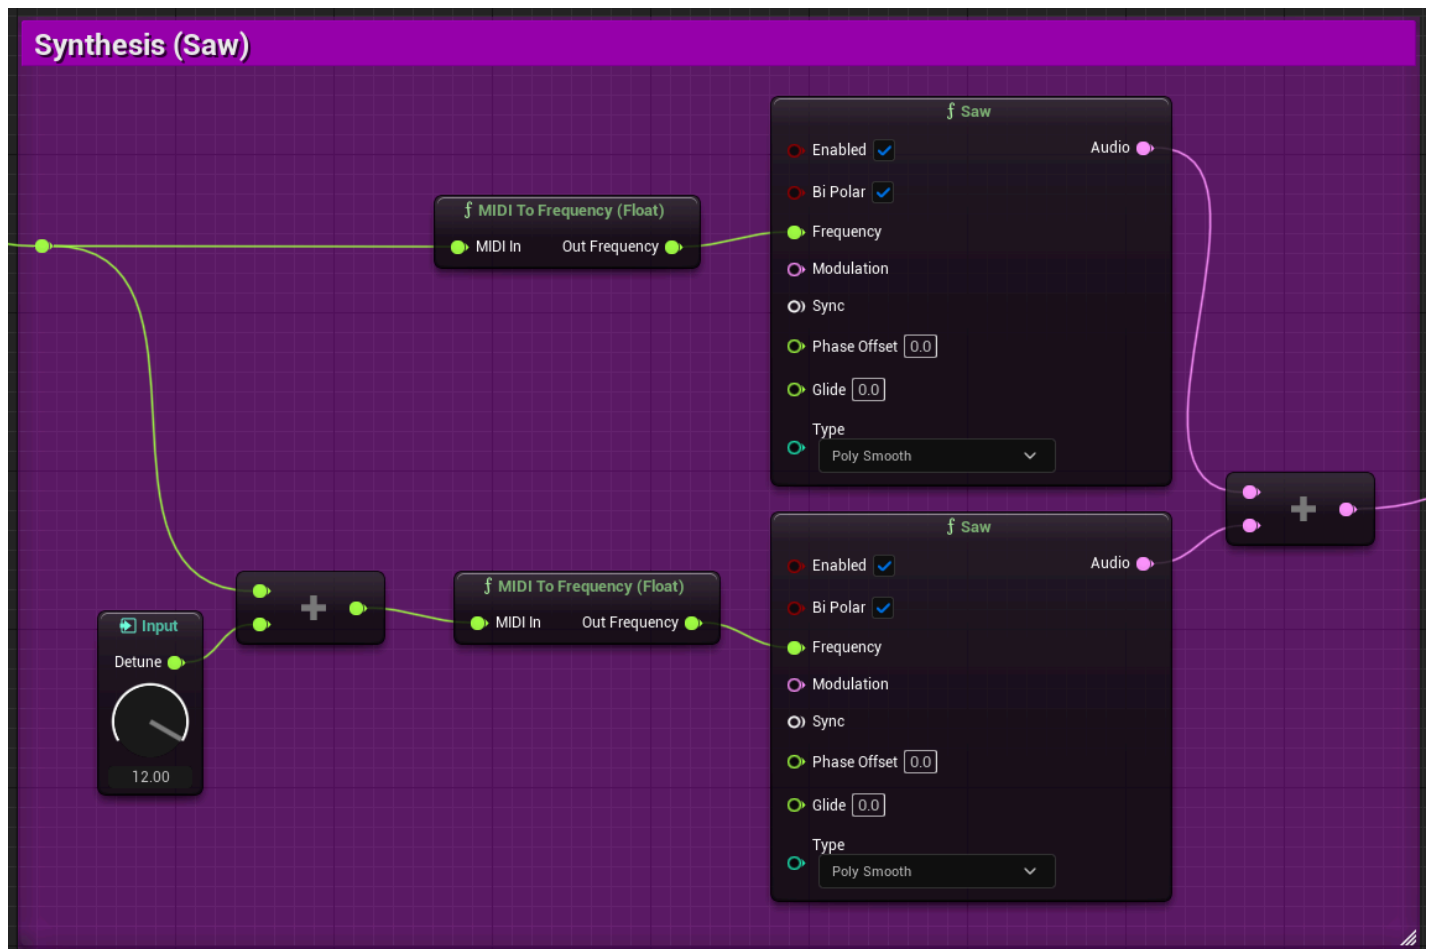 Synthesis (Saw)
ƒ Saw
Enabled
Audio
Bi Polar
ƒ MIDI To Frequency (Float)
MIDI In Out Frequency
Frequency
Modulation
Sync
Phase Offset 0.0
Glide 0.0
Type
Poly Smooth
ƒ Saw
Enabled
Audio
Bi Polar
ƒ MIDI To Frequency (Float)
MIDI In Out Frequency
Input
Detune
12.00
Frequency
Modulation
Sync
Phase Offset 0.0
Glide 0.0
Type
Poly Smooth